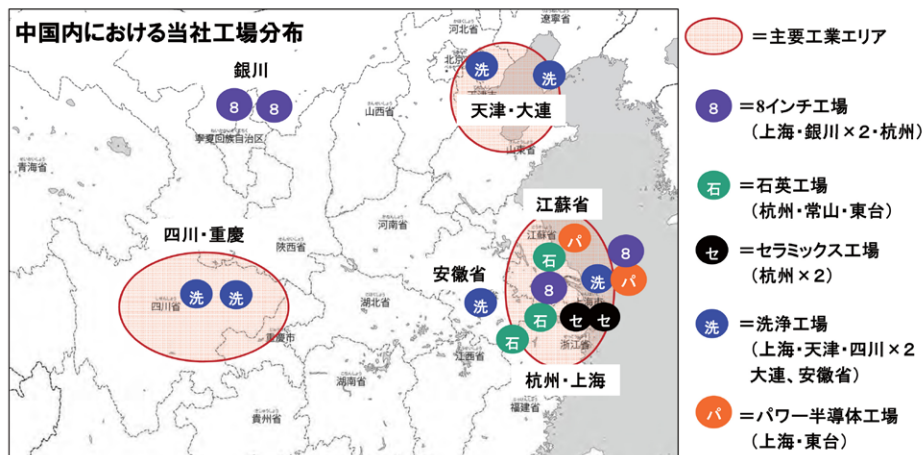 中国内における当社工場分布
銀川
8
8
寧夏回族自治区
青海省
河北省
遼寧省
山西省
洗
洗
天津・大連
山東省
河南省
陝西省
四川・重慶
洗
洗
四川省
重慶市
湖北省
湖南省
貴州省
江西省
安徽省
洗
江蘇省
江蘇省
パ
石
8
洗
8
パ
石
セ
セ
石
浙江省
杭州・上海
福建省
=主要工業エリア
8
=8インチ工場
(上海・銀川×2・杭州)
石
=石英工場
(杭州・常山・東台)
セ
=セラミックス工場
(杭州×2)
洗
=洗浄工場
(上海・天津・四川×2
大連、安徽省)
パ
=パワー半導体工場
(上海・東台)